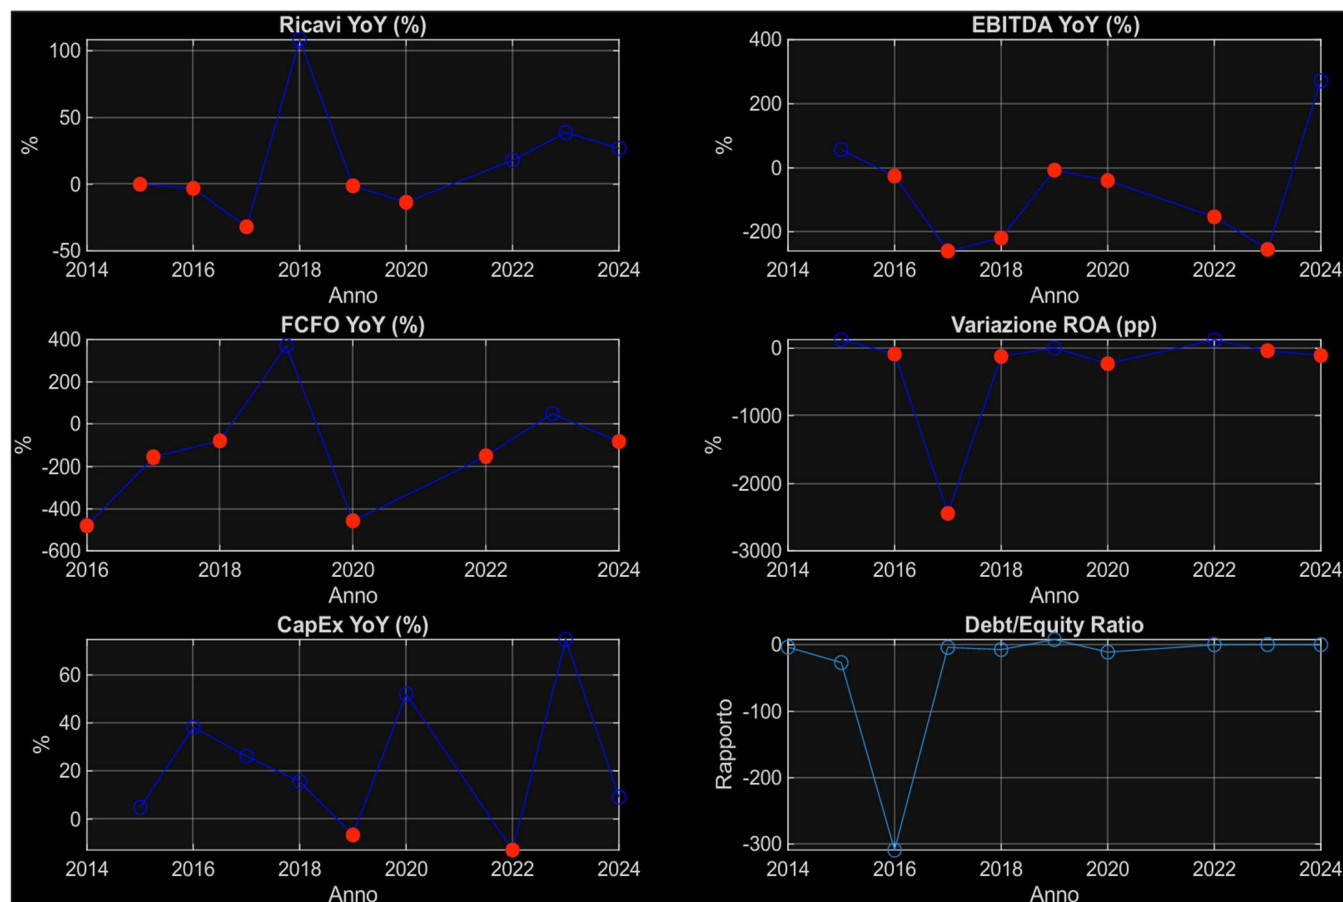 Ricavi YoY (%)
100
50
0
-50
%
2014 2016 2018 2020 2022 2024
Anno
EBITDA YoY (%)
400
200
0
-200
%
2014 2016 2018 2020 2022 2024
Anno
FCFO YoY (%)
400
200
0
-200
-400
-600
%
2016 2018 2020 2022 2024
Anno
Variazione ROA (pp)
0
-1000
-2000
-3000
%
2014 2016 2018 2020 2022 2024
Anno
CapEx YoY (%)
60
40
20
0
%
2014 2016 2018 2020 2022 2024
Anno
Debt/Equity Ratio
0
-100
-200
-300
Rapporto
2014 2016 2018 2020 2022 2024
Anno